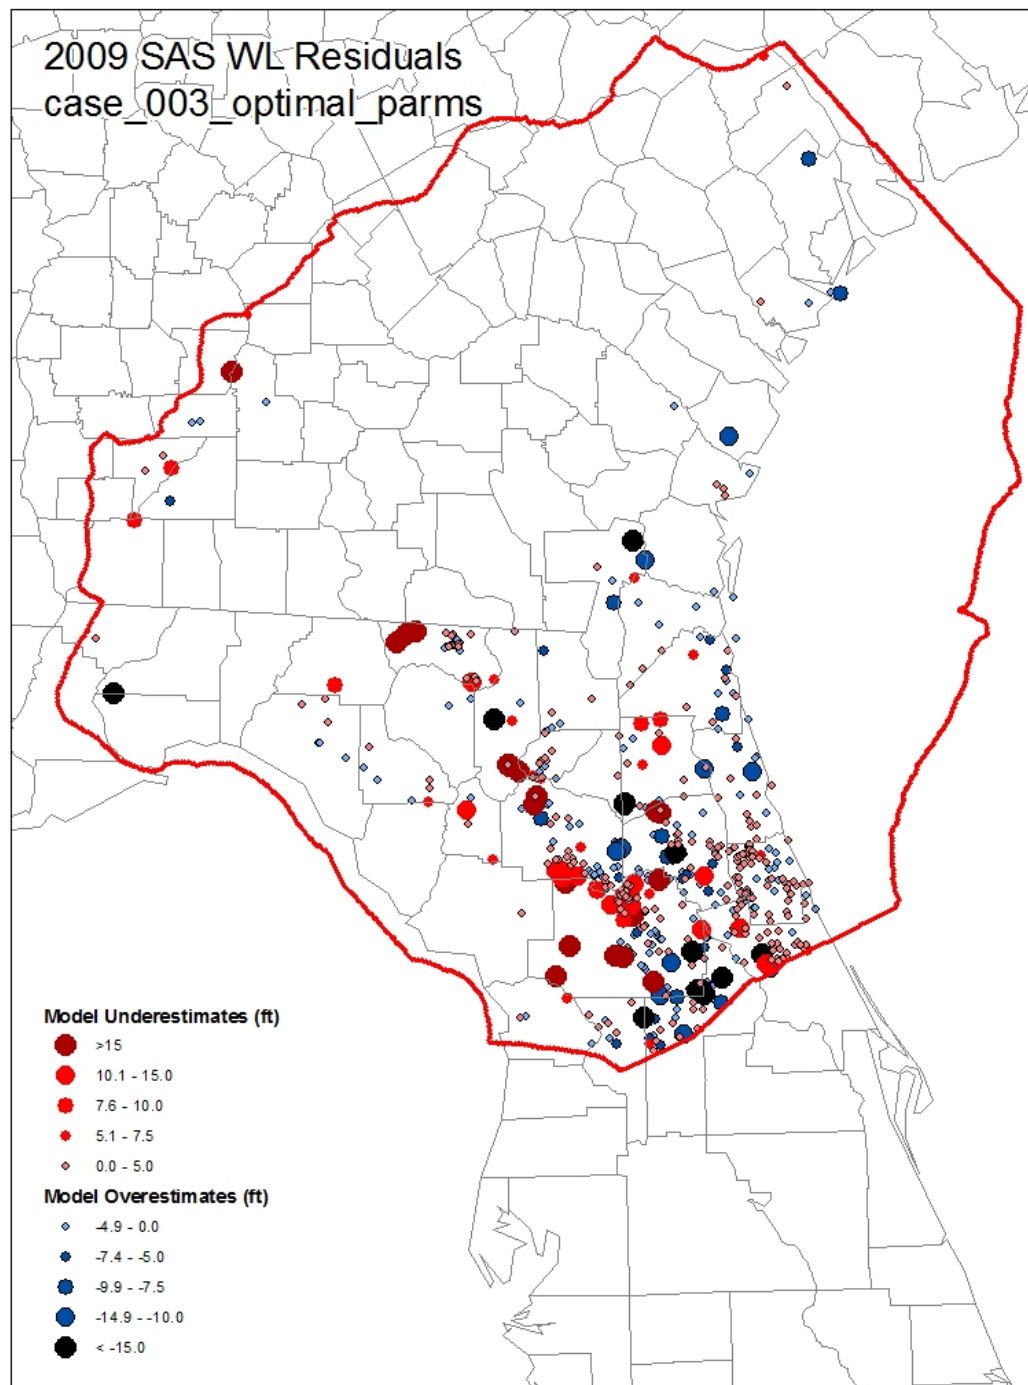 2009 SAS WL Residuals
case_003_optimal_parms
Model Underestimates (ft)
>15
10.1 - 15.0
7.6 - 10.0
5.1 - 7.5
0.0 - 5.0
Model Overestimates (ft)
-4.9 - 0.0
-7.4 - -5.0
-9.9 - -7.5
-14.9 - -10.0
< -15.0